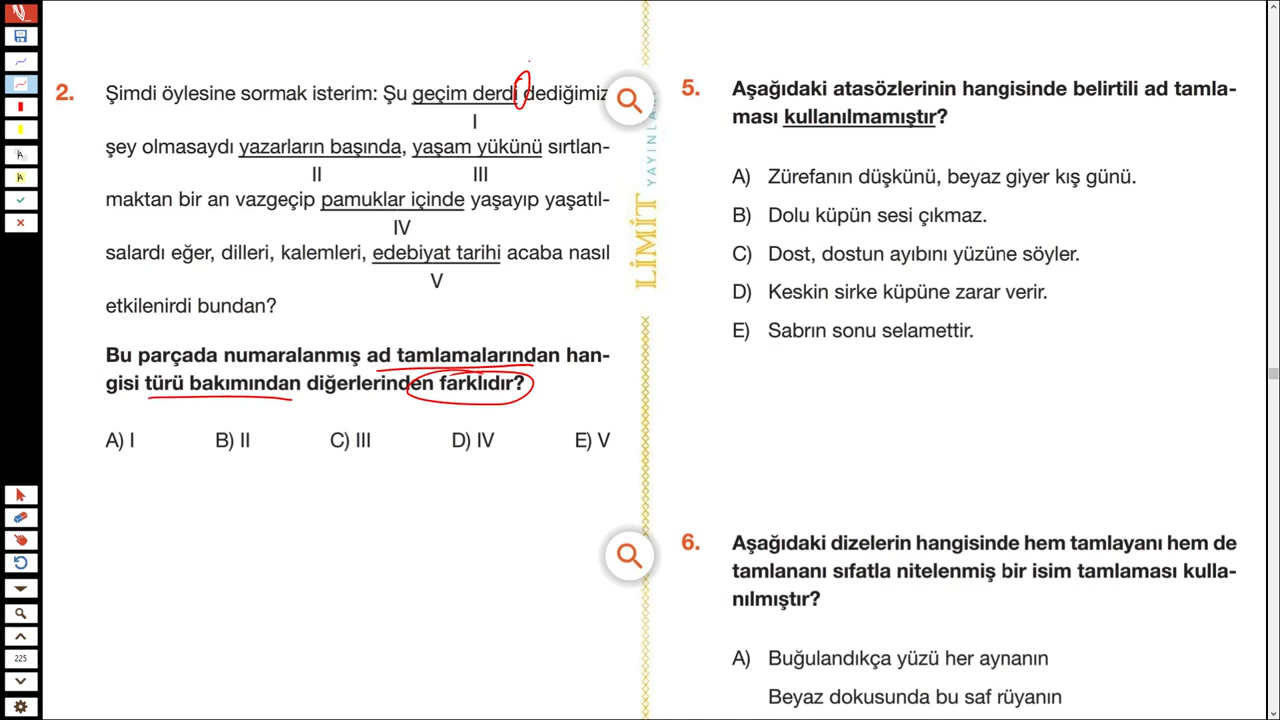 2. Şimdi öylesine sormak isterim: Şu geçim derdi dediğimiz
I
şey olmasaydı yazarların başında, yaşam yükünü sırtlan-
II III
maktan bir an vazgeçip pamuklar içinde yaşayıp yaşatıl-
IV
salardı eğer, dilleri, kalemleri, edebiyat tarihi acaba nasıl
V
etkilenirdi bundan?
Bu parçada numaralanmış ad tamlamalarından han-
gisi türü bakımından diğerlerinden farklıdır?
A) I B) II C) III D) IV E) V
LİMİT YAYINLARI
5. Aşağıdaki atasözlerinin hangisinde belirtili ad tamla-
ması kullanılmamıştır?
A) Zürefanın düşkünü, beyaz giyer kış günü.
B) Dolu küpün sesi çıkmaz.
C) Dost, dostun ayıbını yüzüne söyler.
D) Keskin sirke küpüne zarar verir.
E) Sabrın sonu selamettir.
6. Aşağıdaki dizelerin hangisinde hem tamlayanı hem de
tamlananı sıfatla nitelenmiş bir isim tamlaması kulla-
nılmıştır?
A) Buğulandıkça yüzü her aynanın
Beyaz dokusunda bu saf rüyanın
A
A
225